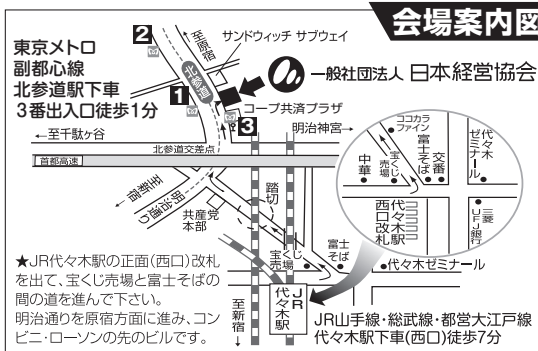 会場案内図
東京メトロ
副都心線
北参道駅下車
3番出入口徒歩1分
2
至原宿
サンドウィッチ サブウェイ
一般社団法人 日本経営協会
北参道
1
コープ共済プラザ
3
明治神宮→
←至千駄ヶ谷
北参道交差点
首都高速
至新宿
明治通り
共産党
本部
踏切
宝くじ
売場
富士
そば
代々木ゼミナール
ココカラ
ファイン
中華
宝くじ
売場
富士そば
交番
代々木
ゼミナール
代々木駅
西口改札
三菱
UFJ
銀行
★JR代々木駅の正面(西口)改札
を出て、宝くじ売場と富士そばの
間の道を進んで下さい。
明治通りを原宿方面に進み、コン
ビニ・ローソンの先のビルです。
至新宿
JR
代々木駅
JR山手線・総武線・都営大江戸線
代々木駅下車(西口)徒歩7分